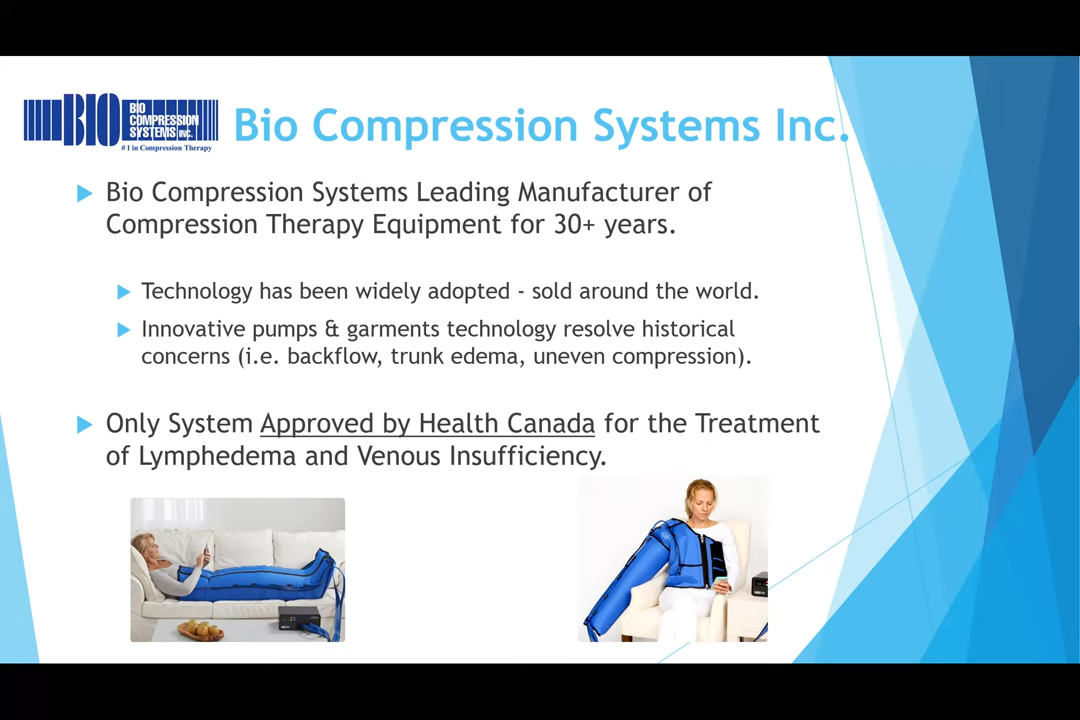 BIO
BIO
COMPRESSION
SYSTEMS INC.
#1 in Compression Therapy
Bio Compression Systems Inc.
Bio Compression Systems Leading Manufacturer of
Compression Therapy Equipment for 30+ years.
Technology has been widely adopted - sold around the world.
Innovative pumps & garments technology resolve historical
concerns (i.e. backflow, trunk edema, uneven compression).
Only System Approved by Health Canada for the Treatment
of Lymphedema and Venous Insufficiency.